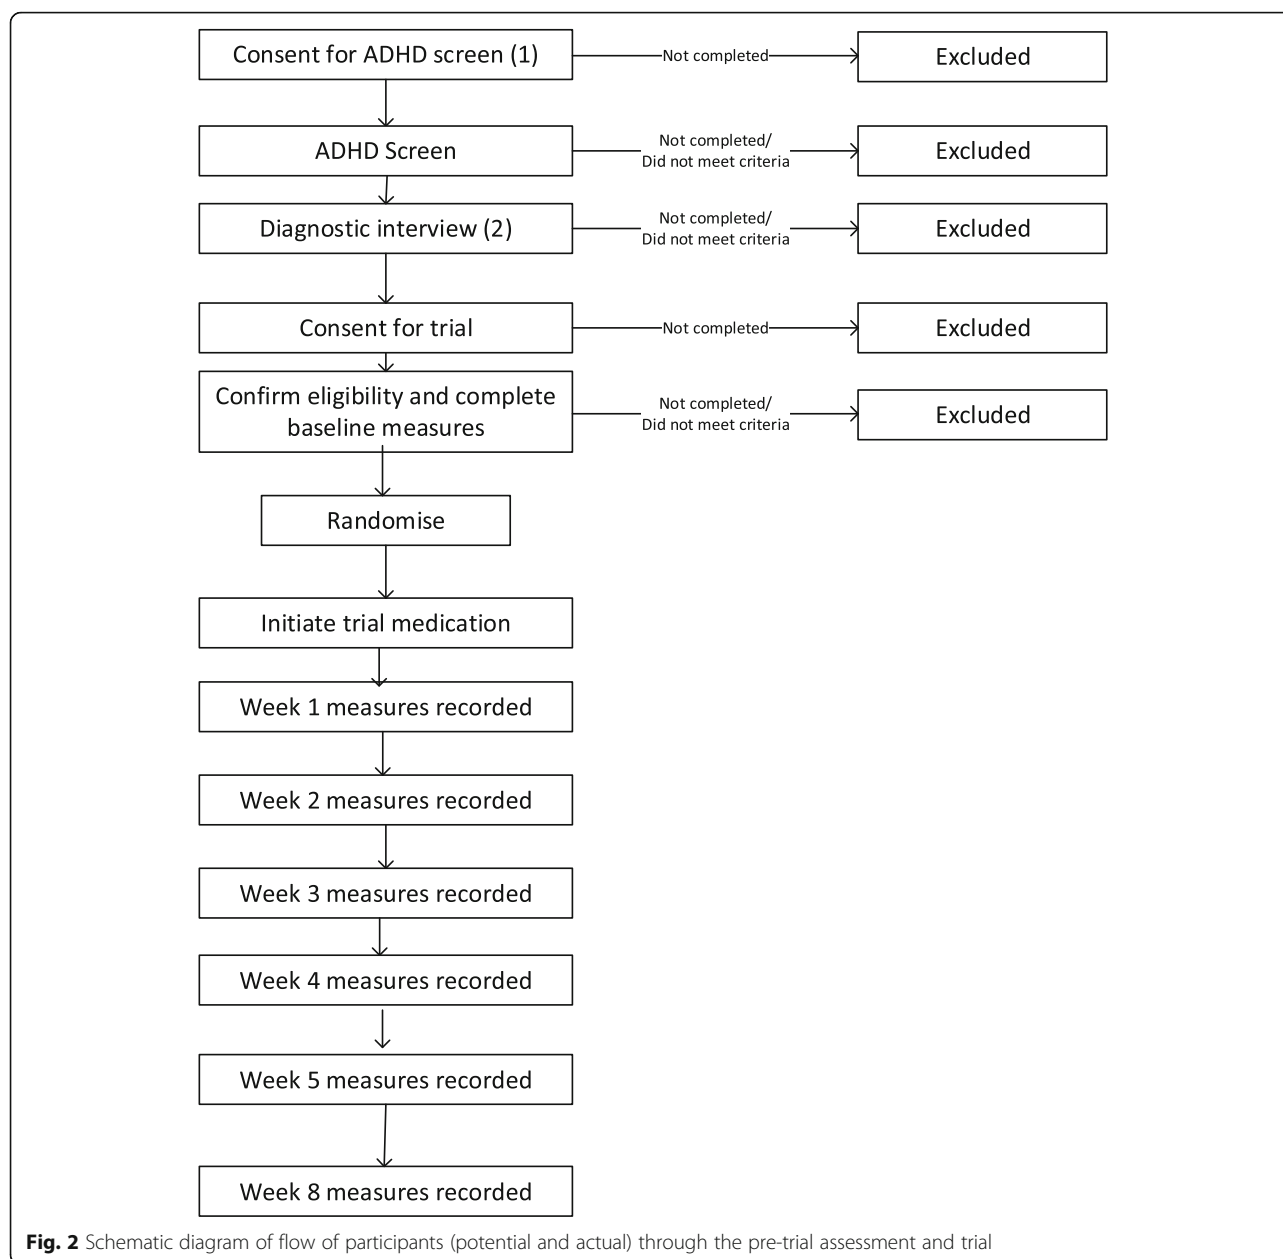 Consent for ADHD screen (1)
Not completed
Excluded
ADHD Screen
Not completed/
Did not meet criteria
Excluded
Diagnostic interview (2)
Not completed/
Did not meet criteria
Excluded
Consent for trial
Not completed
Excluded
Confirm eligibility and complete
baseline measures
Not completed/
Did not meet criteria
Excluded
Randomise
Initiate trial medication
Week 1 measures recorded
Week 2 measures recorded
Week 3 measures recorded
Week 4 measures recorded
Week 5 measures recorded
Week 8 measures recorded
Fig. 2 Schematic diagram of flow of participants (potential and actual) through the pre-trial assessment and trial